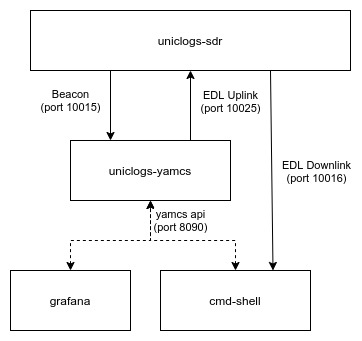 uniclogs-sdr
Beacon
(port 10015)
EDL Uplink
(port 10025)
EDL Downlink
(port 10016)
uniclogs-yamcs
yamcs api
(port 8090)
grafana
cmd-shell